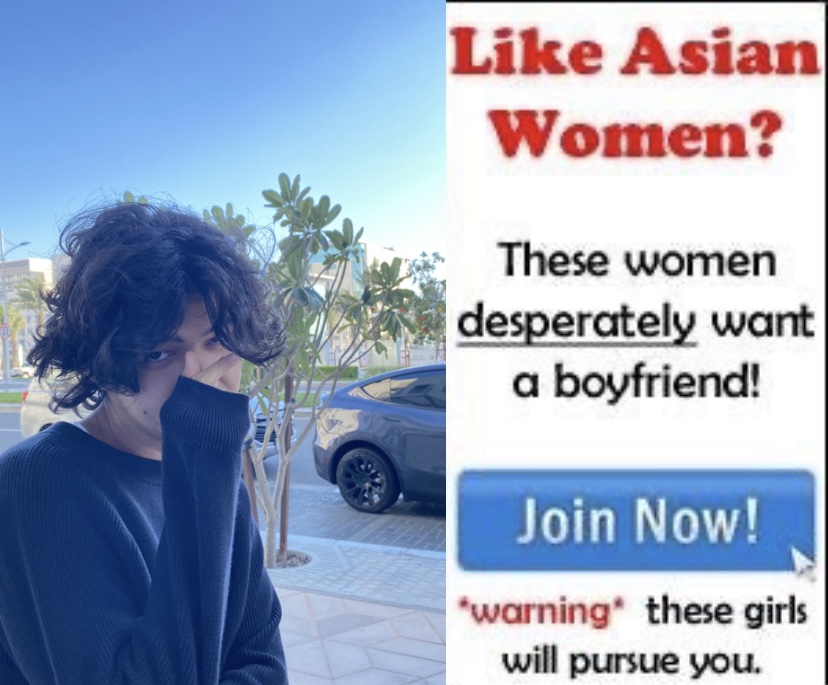 Like Asian
Women?
These women
desperately want
a boyfriend!
Join Now!
*warning* these girls
will pursue you.